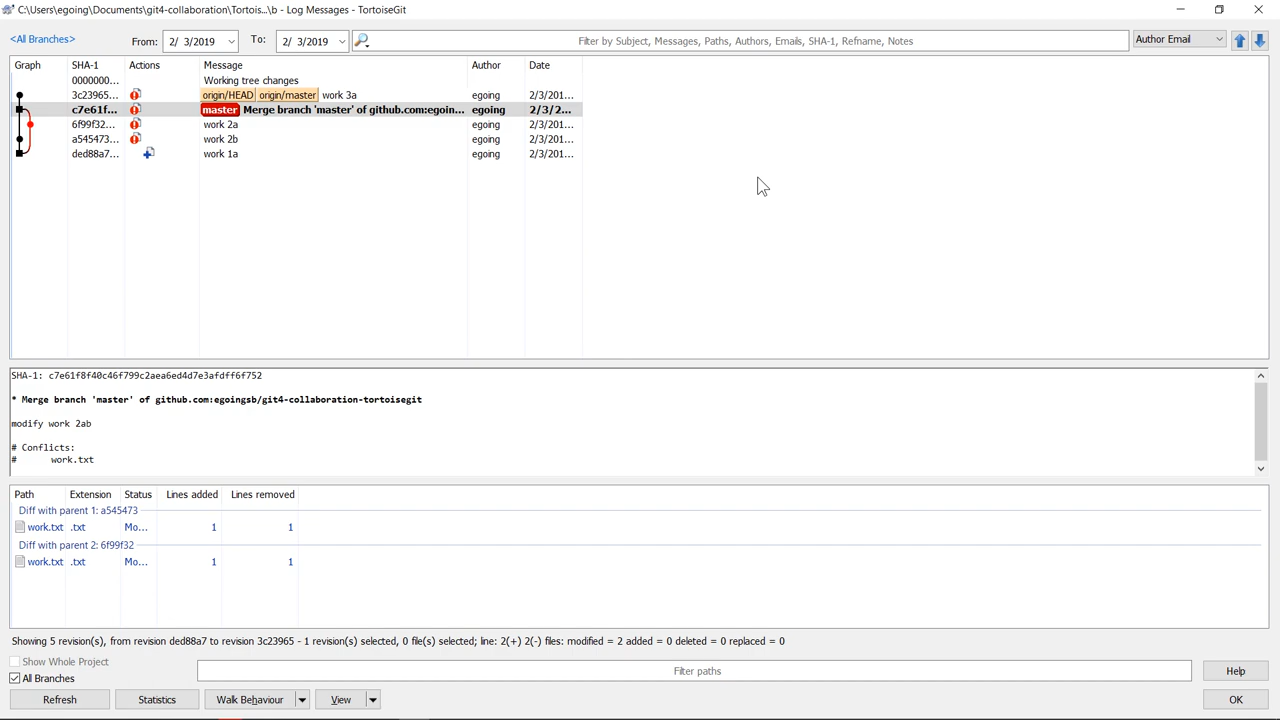 C:\Users\egoing\Documents\git4-collaboration\Tortois...\b - Log Messages - TortoiseGit
<All Branches> From: 2/ 3/2019 To: 2/ 3/2019 Filter by Subject, Messages, Paths, Authors, Emails, SHA-1, Refname, Notes Author Email
Graph SHA-1 Actions Message Author Date
0000000... Working tree changes
3c23965... origin/HEAD origin/master work 3a egoing 2/3/201...
c7e61f... master Merge branch 'master' of github.com:egoin... egoing 2/3/2...
6f99f32... work 2a egoing 2/3/201...
a545473... work 2b egoing 2/3/201...
ded88a7... work 1a egoing 2/3/201...
SHA-1: c7e61f8f40c46f799c2aea6ed4d7e3afdff6f752
* Merge branch 'master' of github.com:egoingsb/git4-collaboration-tortoisegit
modify work 2ab
# Conflicts:
# work.txt
Path Extension Status Lines added Lines removed
Diff with parent 1: a545473
work.txt .txt Mo... 1 1
Diff with parent 2: 6f99f32
work.txt .txt Mo... 1 1
Showing 5 revision(s), from revision ded88a7 to revision 3c23965 - 1 revision(s) selected, 0 file(s) selected; line: 2(+) 2(-) files: modified = 2 added = 0 deleted = 0 replaced = 0
Show Whole Project Filter paths Help
All Branches
Refresh Statistics Walk Behaviour View OK